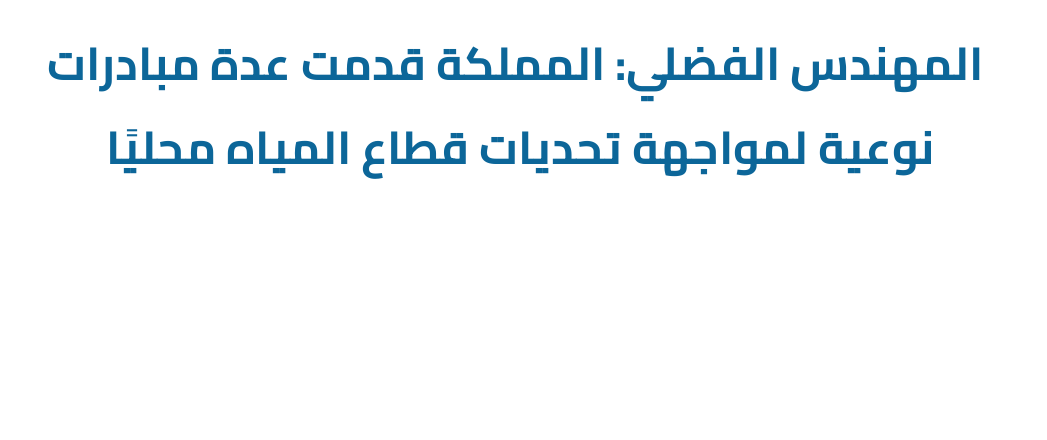 المهندس الفضلي: المملكة قدمت عدة مبادرات
نوعية لمواجهة تحديات قطاع المياه محليًا